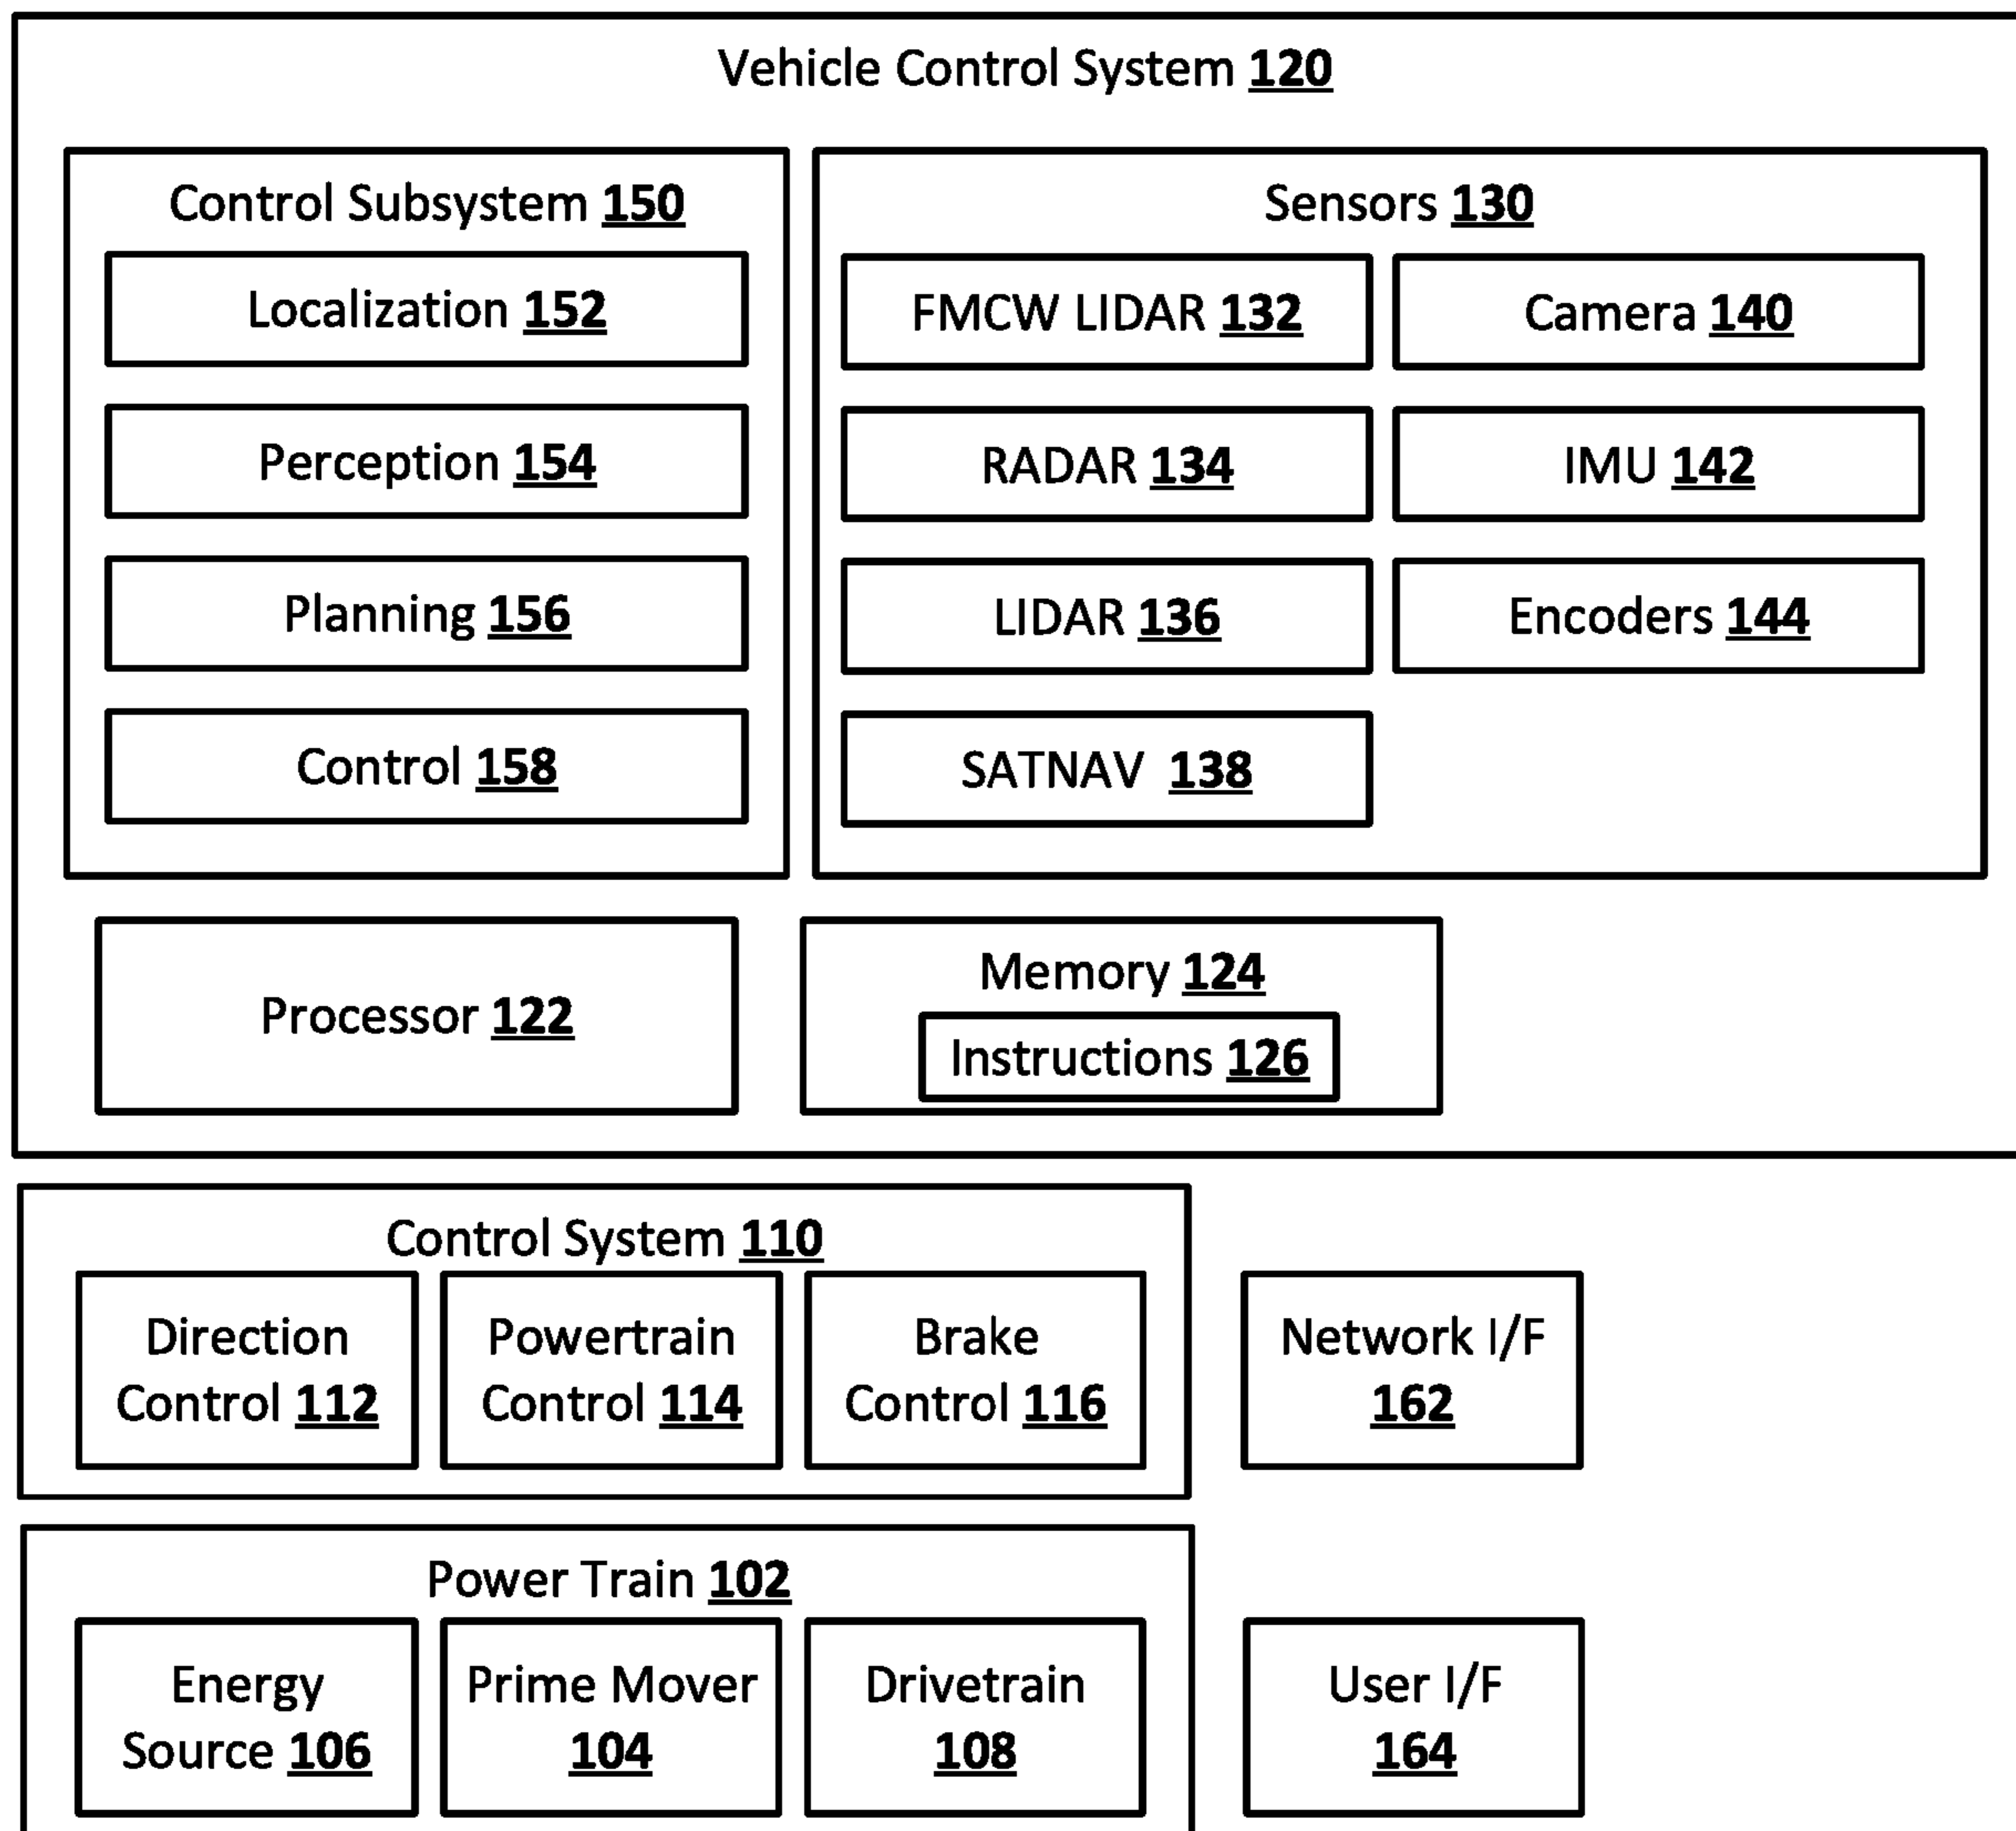 Vehicle Control System 120
Control Subsystem 150
Localization 152
Perception 154
Planning 156
Control 158
Sensors 130
FMCW LIDAR 132
Camera 140
RADAR 134
IMU 142
LIDAR 136
Encoders 144
SATNAV 138
Processor 122
Memory 124
Instructions 126
Control System 110
Direction
Control 112
Powertrain
Control 114
Brake
Control 116
Network I/F
162
Power Train 102
Energy
Source 106
Prime Mover
104
Drivetrain
108
User I/F
164